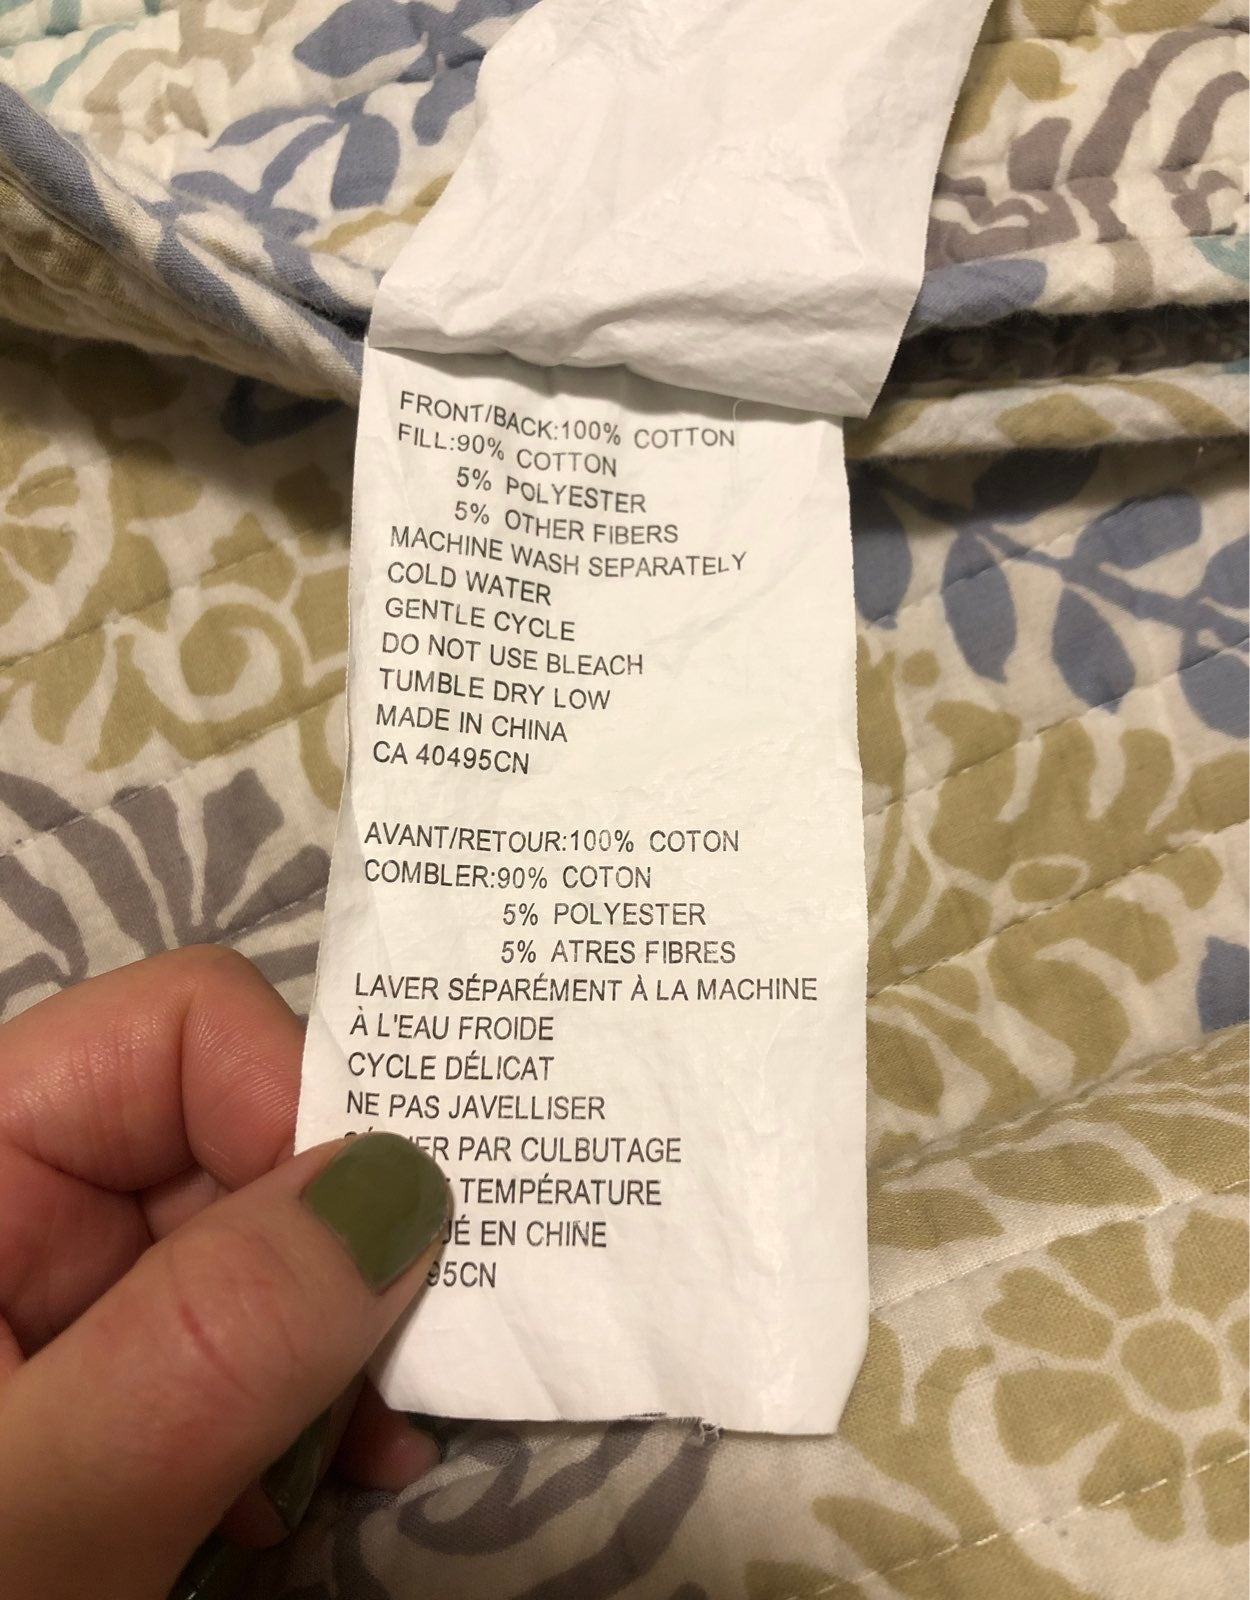 FRONT/BACK:100% COTTON
FILL:90% COTTON
5% POLYESTER
5% OTHER FIBERS
MACHINE WASH SEPARATELY
COLD WATER
GENTLE CYCLE
DO NOT USE BLEACH
TUMBLE DRY LOW
MADE IN CHINA
CA 40495CN
AVANT/RETOUR:100% COTON
COMBLER:90% COTON
5% POLYESTER
5% ATRES FIBRES
LAVER SÉPARÉMENT À LA MACHINE
À L'EAU FROIDE
CYCLE DÉLICAT
NE PAS JAVELLISER
PAR CULBUTAGE
TEMPÉRATURE
EN CHINE